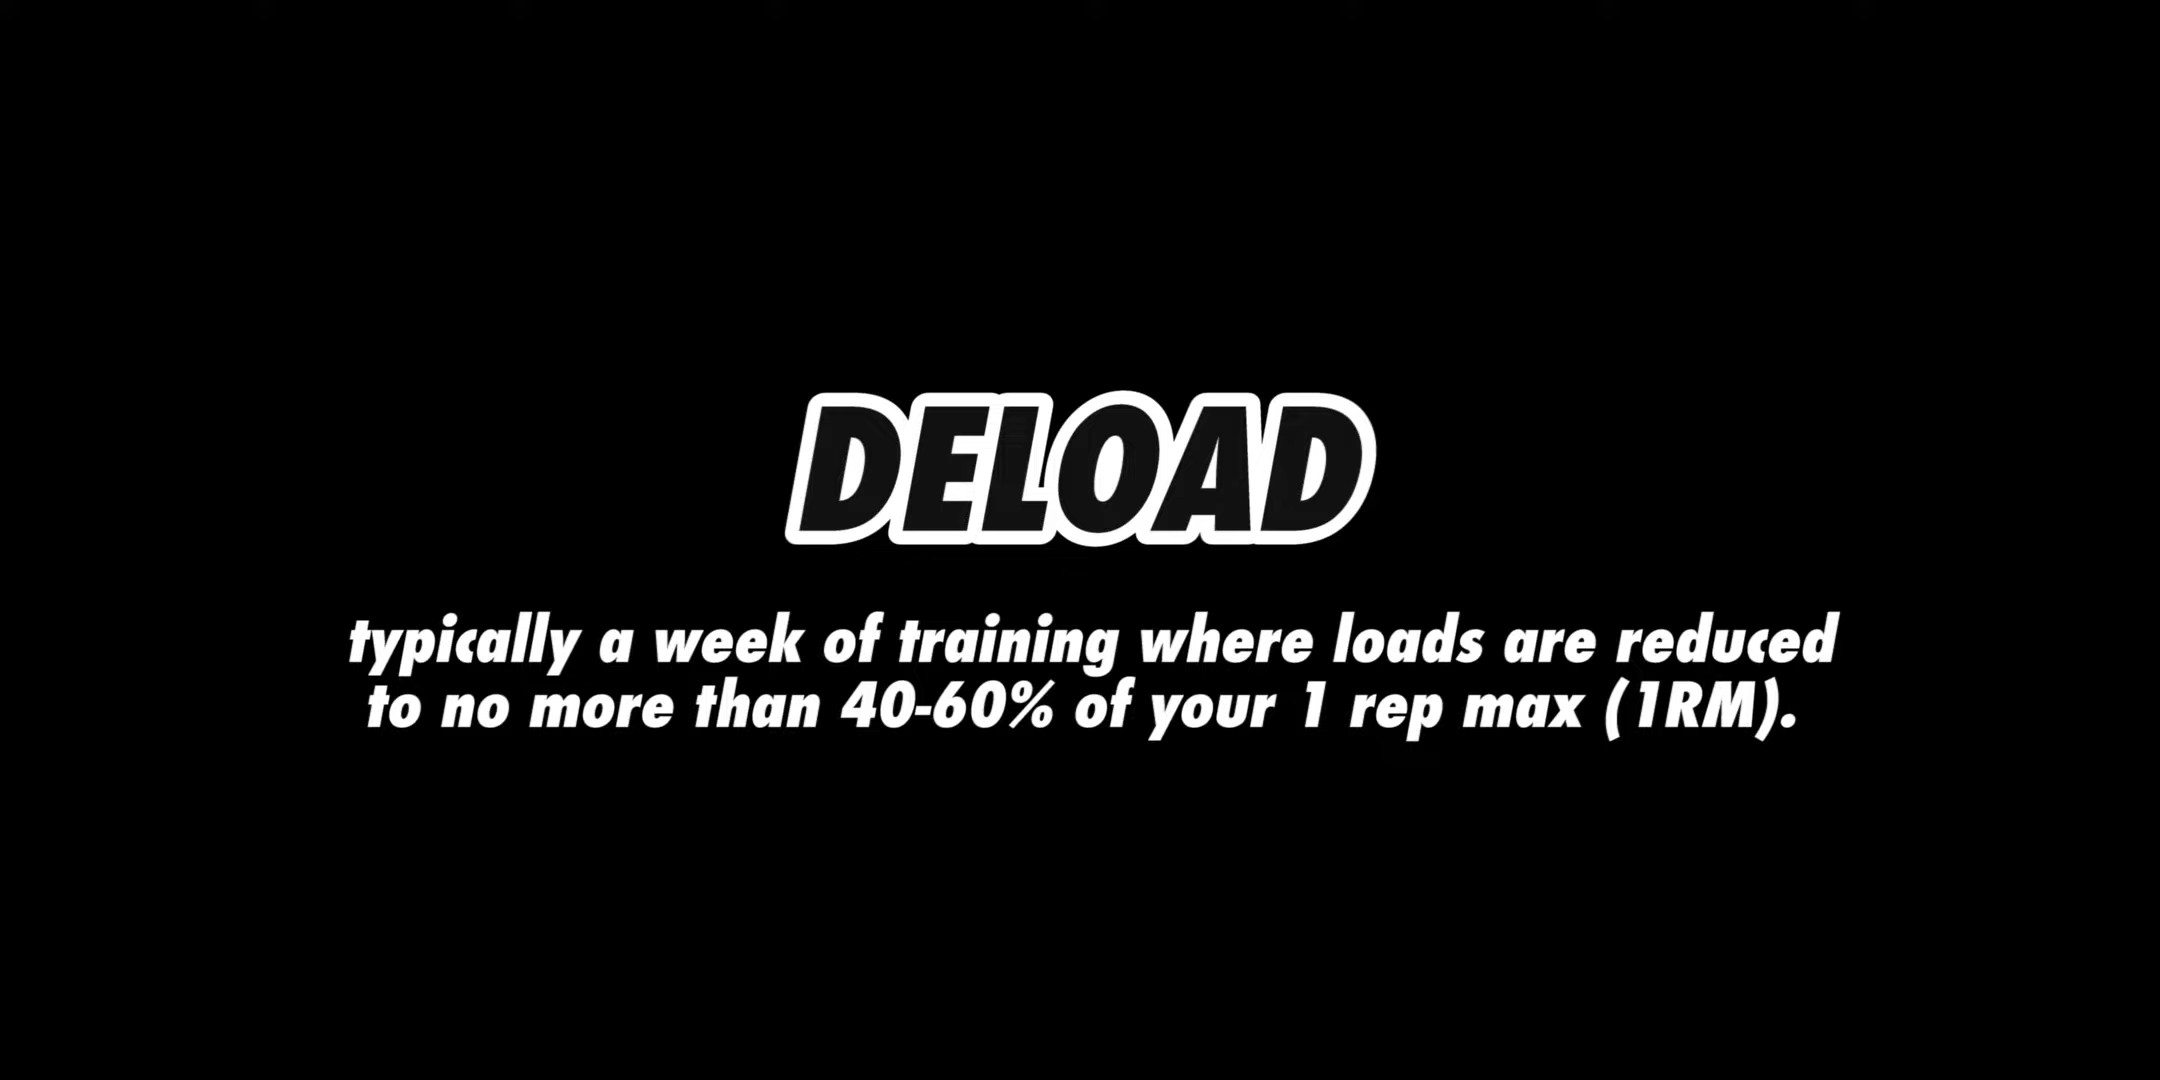 DELOAD
typically a week of training where loads are reduced
to no more than 40-60% of your 1 rep max (1RM).